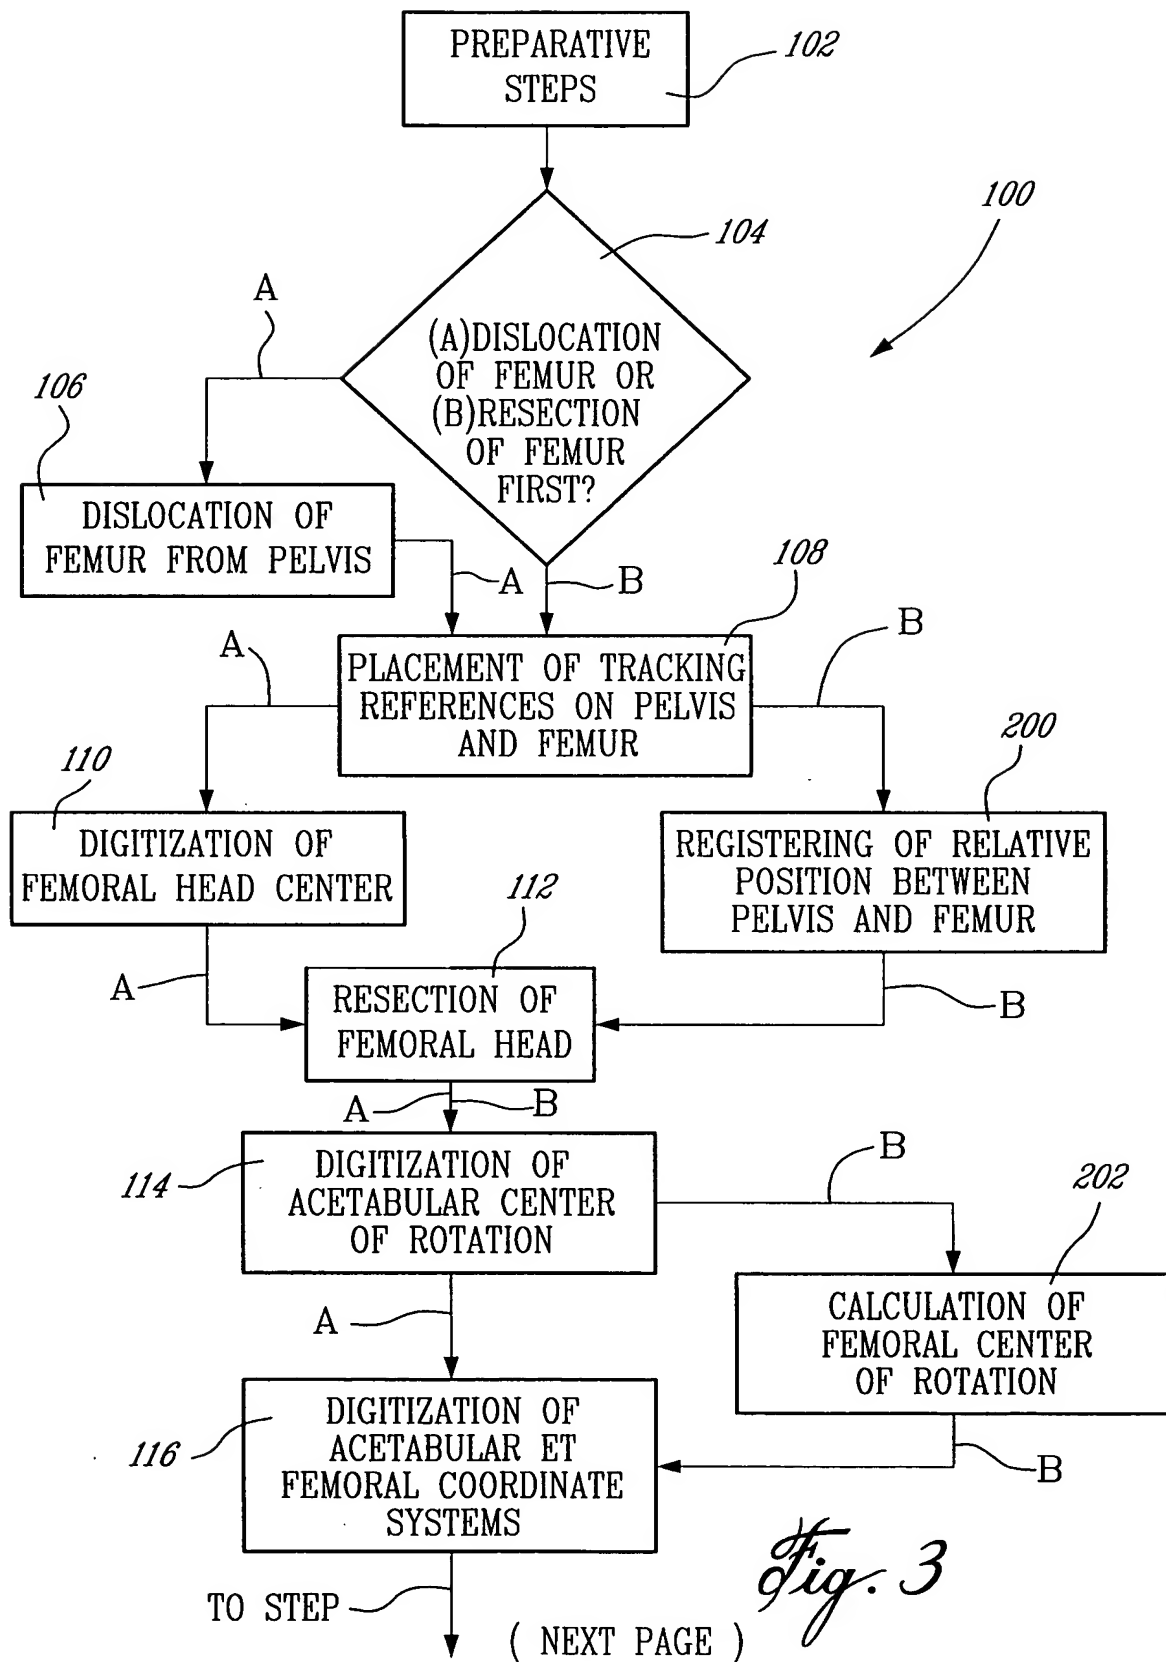 PREPARATIVE
STEPS
102
100
104
A
(A)DISLOCATION
OF FEMUR OR
(B)RESECTION
OF FEMUR
FIRST?
106
DISLOCATION OF
FEMUR FROM PELVIS
A
B
108
B
A
PLACEMENT OF TRACKING
REFERENCES ON PELVIS
AND FEMUR
110
200
DIGITIZATION OF
FEMORAL HEAD CENTER
REGISTERING OF RELATIVE
POSITION BETWEEN
PELVIS AND FEMUR
112
A
RESECTION OF
FEMORAL HEAD
B
A
B
114
DIGITIZATION OF
ACETABULAR CENTER
OF ROTATION
B
202
A
CALCULATION OF
FEMORAL CENTER
OF ROTATION
116
DIGITIZATION OF
ACETABULAR ET
FEMORAL COORDINATE
SYSTEMS
B
Fig. 3
TO STEP
( NEXT PAGE )